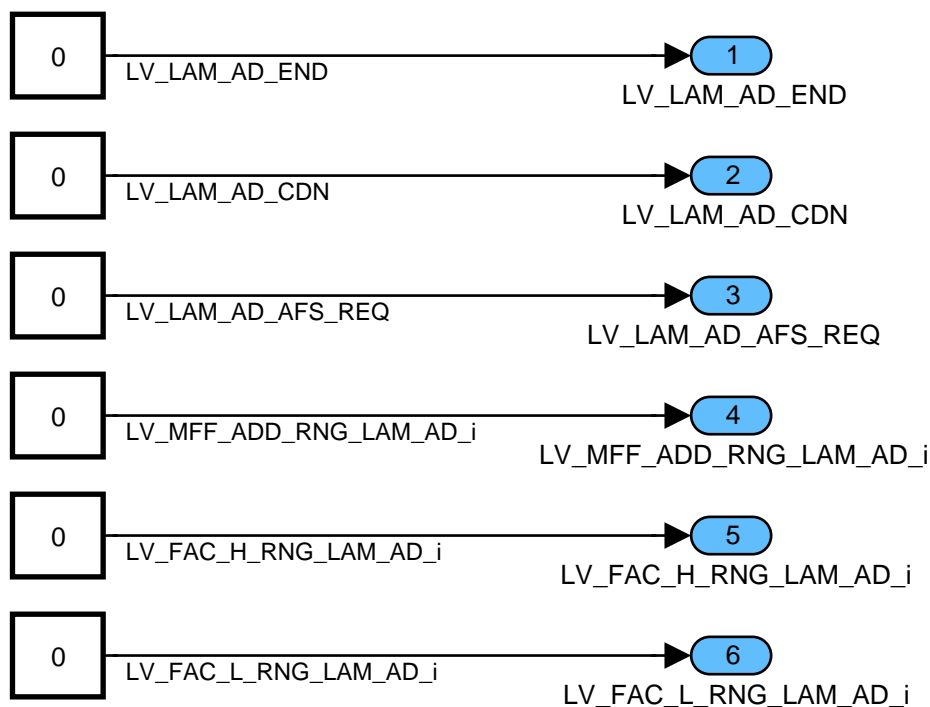 0
LV_LAM_AD_END
1
LV_LAM_AD_END
0
LV_LAM_AD_CDN
2
LV_LAM_AD_CDN
0
LV_LAM_AD_AFS_REQ
3
LV_LAM_AD_AFS_REQ
0
LV_MFF_ADD_RNG_LAM_AD_i
4
LV_MFF_ADD_RNG_LAM_AD_i
0
LV_FAC_H_RNG_LAM_AD_i
5
LV_FAC_H_RNG_LAM_AD_i
0
LV_FAC_L_RNG_LAM_AD_i
6
LV_FAC_L_RNG_LAM_AD_i